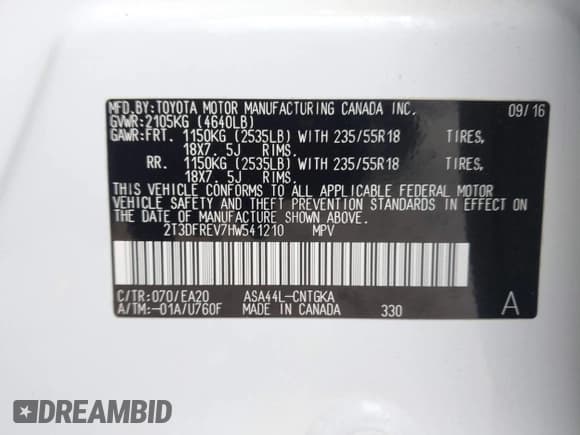 MFD.BY:TOYOTA MOTOR MANUFACTURING CANADA INC. 09/16
GVWR:2105KG (4640LB)
GAWR:FRT. 1150KG (2535LB) WITH 235/55R18 TIRES,
18X7. 5J RIMS.
RR. 1150KG (2535LB) WITH 235/55R18 TIRES,
18X7. 5J RIMS.
THIS VEHICLE CONFORMS TO ALL APPLICABLE FEDERAL MOTOR
VEHICLE SAFETY AND THEFT PREVENTION STANDARDS IN EFFECT ON
THE DATE OF MANUFACTURE SHOWN ABOVE.
2T3DFREV7HW541210 MPV
C/TR:070/EA20 ASA44L-CNTGKA
A/TM:-01A/U760F MADE IN CANADA 330 A
DREAMBID